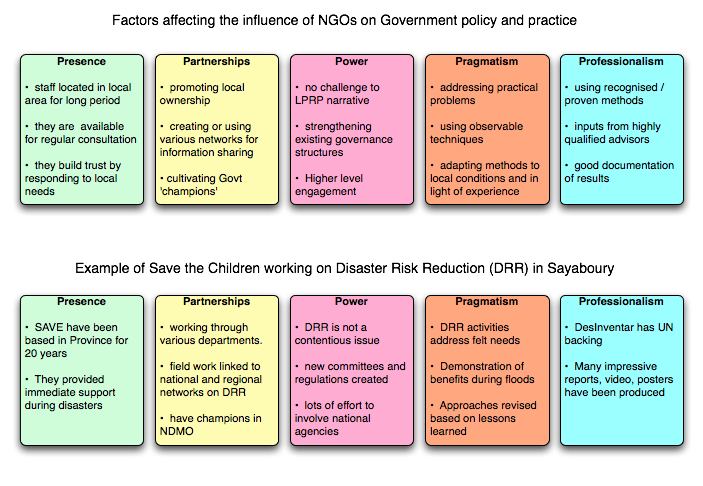 Factors affecting the influence of NGOs on Government policy and practice
Presence
• staff located in local
area for long period
• they are available
for regular consultation
• they build trust by
responding to local
needs
Partnerships
• promoting local
ownership
• creating or using
various networks for
information sharing
• cultivating Govt
'champions'
Power
• no challenge to
LPRP narrative
• strengthening
existing governance
structures
• Higher level
engagement
Pragmatism
• addressing practical
problems
• using observable
techniques
• adapting methods to
local conditions and in
light of experience
Professionalism
• using recognised /
proven methods
• inputs from highly
qualified advisors
• good documentation
of results
Example of Save the Children working on Disaster Risk Reduction (DRR) in Sayaboury
Presence
• SAVE have been
based in Province for
20 years
• They provided
immediate support
during disasters
Partnerships
• working through
various departments.
• field work linked to
national and regional
networks on DRR
• have champions in
NDMO
Power
• DRR is not a
contentious issue
• new committees and
regulations created
• lots of effort to
involve national
agencies
Pragmatism
• DRR activities
address felt needs
• Demonstration of
benefits during floods
• Approaches revised
based on lessons
learned
Professionalism
• DesInventar has UN
backing
• Many impressive
reports, video, posters
have been produced